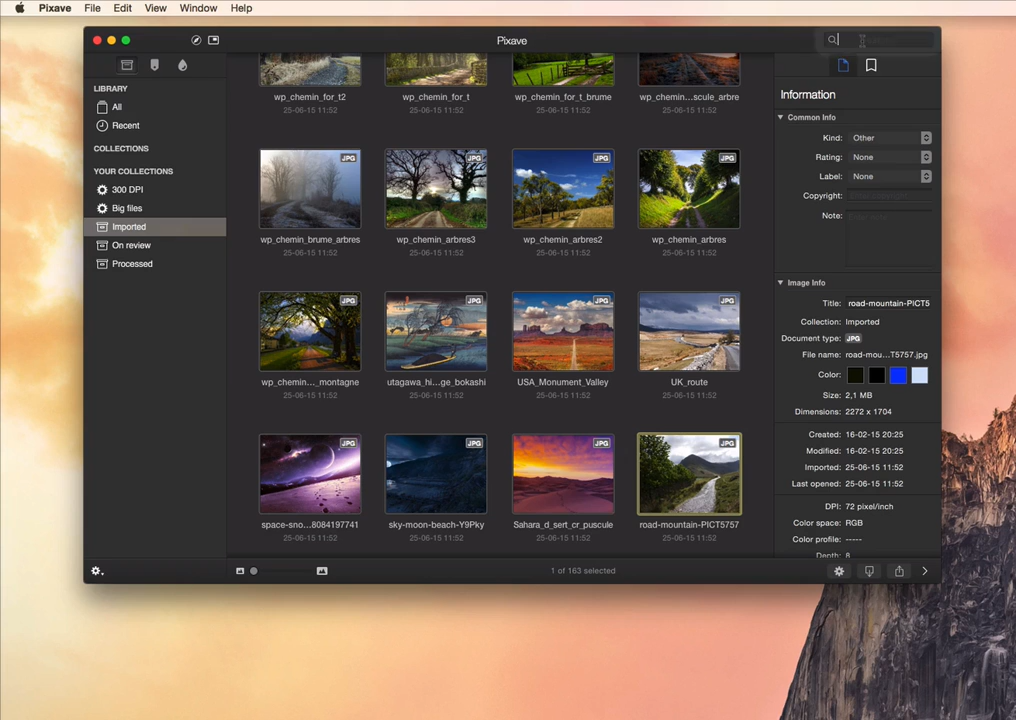 Pixave File Edit View Window Help
Pixave
LIBRARY
All
Recent
COLLECTIONS
YOUR COLLECTIONS
300 DPI
Big files
Imported
On review
Processed
wp_chemin_for_t2 wp_chemin_for_t wp_chemin_for_t_brume wp_chemin...scule_arbre
25-06-15 11:52 25-06-15 11:52 25-06-15 11:52 25-06-15 11:52
JPG JPG JPG JPG
wp_chemin_brume_arbres wp_chemin_arbres3 wp_chemin_arbres2 wp_chemin_arbres
25-06-15 11:52 25-06-15 11:52 25-06-15 11:52 25-06-15 11:52
JPG JPG JPG JPG
wp_chemin..._montagne utagawa_hi...ge_bokashi USA_Monument_Valley UK_route
25-06-15 11:52 25-06-15 11:52 25-06-15 11:52 25-06-15 11:52
JPG JPG JPG JPG
space-sno...8084197741 sky-moon-beach-Y9Pky Sahara_d_sert_cr_puscule road-mountain-PICT5757
25-06-15 11:52 25-06-15 11:52 25-06-15 11:52 25-06-15 11:52
1 of 163 selected
Information
Common Info
Kind: Other
Rating: None
Label: None
Copyright:
Note:
Image Info
Title: road-mountain-PICT5
Collection: Imported
Document type: JPG
File name: road-mou...T5757.jpg
Color:
Size: 2,1 MB
Dimensions: 2272 x 1704
Created: 16-02-15 20:25
Modified: 16-02-15 20:25
Imported: 25-06-15 11:52
Last opened: 25-06-15 11:52
DPI: 72 pixel/inch
Color space: RGB
Color profile: -----
Depth: 8